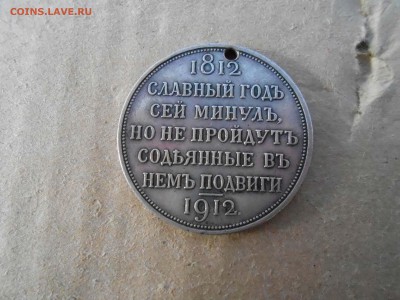 COINS.LAVE.RU
1812
СЛАВНЫЙ ГОДЪ
СЕЙ МИНУЛЪ,
НО НЕ ПРОЙДУТЪ
СОДѢЯННЫЕ ВЪ
НЕМЪ ПОДВИГИ
1912.